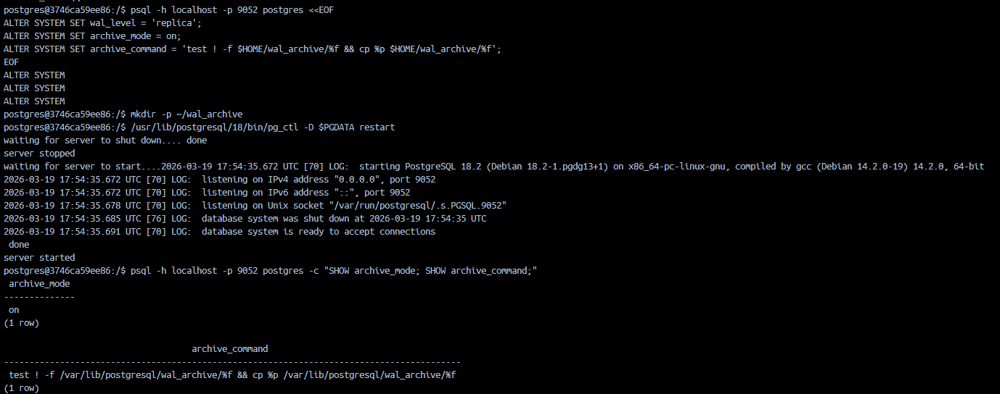 postgres@3746ca59ee86:/$ psql -h localhost -p 9052 postgres <<EOF
ALTER SYSTEM SET wal_level = 'replica';
ALTER SYSTEM SET archive_mode = on;
ALTER SYSTEM SET archive_command = 'test ! -f $HOME/wal_archive/%f && cp %p $HOME/wal_archive/%f';
EOF
ALTER SYSTEM
ALTER SYSTEM
ALTER SYSTEM
postgres@3746ca59ee86:/$ mkdir -p ~/wal_archive
postgres@3746ca59ee86:/$ /usr/lib/postgresql/18/bin/pg_ctl -D $PGDATA restart
waiting for server to shut down.... done
server stopped
waiting for server to start....2026-03-19 17:54:35.672 UTC [70] LOG:  starting PostgreSQL 18.2 (Debian 18.2-1.pgdg13+1) on x86_64-pc-linux-gnu, compiled by gcc (Debian 14.2.0-19) 14.2.0, 64-bit
2026-03-19 17:54:35.672 UTC [70] LOG:  listening on IPv4 address "0.0.0.0", port 9052
2026-03-19 17:54:35.672 UTC [70] LOG:  listening on IPv6 address "::", port 9052
2026-03-19 17:54:35.678 UTC [70] LOG:  listening on Unix socket "/var/run/postgresql/.s.PGSQL.9052"
2026-03-19 17:54:35.685 UTC [76] LOG:  database system was shut down at 2026-03-19 17:54:35 UTC
2026-03-19 17:54:35.691 UTC [70] LOG:  database system is ready to accept connections
 done
server started
postgres@3746ca59ee86:/$ psql -h localhost -p 9052 postgres -c "SHOW archive_mode; SHOW archive_command;"
 archive_mode
--------------
 on
(1 row)

                                     archive_command
------------------------------------------------------------------------------------------
 test ! -f /var/lib/postgresql/wal_archive/%f && cp %p /var/lib/postgresql/wal_archive/%f
(1 row)